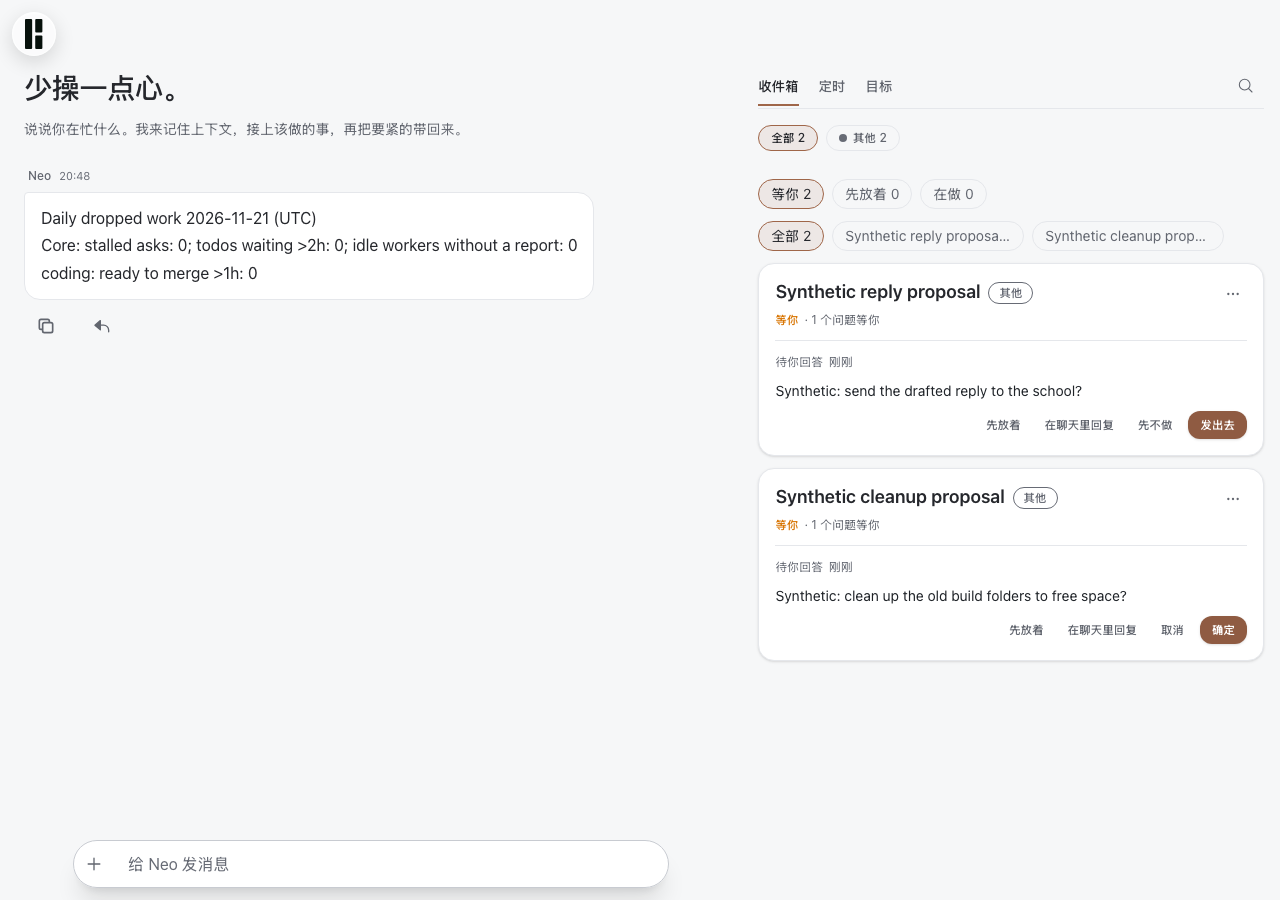 少操一点心。
说说你在忙什么。我来记住上下文，接上该做的事，再把要紧的带回来。
Neo 20:48
Daily dropped work 2026-11-21 (UTC)
Core: stalled asks: 0; todos waiting >2h: 0; idle workers without a report: 0
coding: ready to merge >1h: 0
给 Neo 发消息
收件箱 定时 目标
全部 2 其他 2
等你 2 先放着 0 在做 0
全部 2 Synthetic reply proposa... Synthetic cleanup prop...
Synthetic reply proposal 其他
等你 · 1 个问题等你
待你回答 刚刚
Synthetic: send the drafted reply to the school?
先放着 在聊天里回复 先不做 发出去
Synthetic cleanup proposal 其他
等你 · 1 个问题等你
待你回答 刚刚
Synthetic: clean up the old build folders to free space?
先放着 在聊天里回复 取消 确定